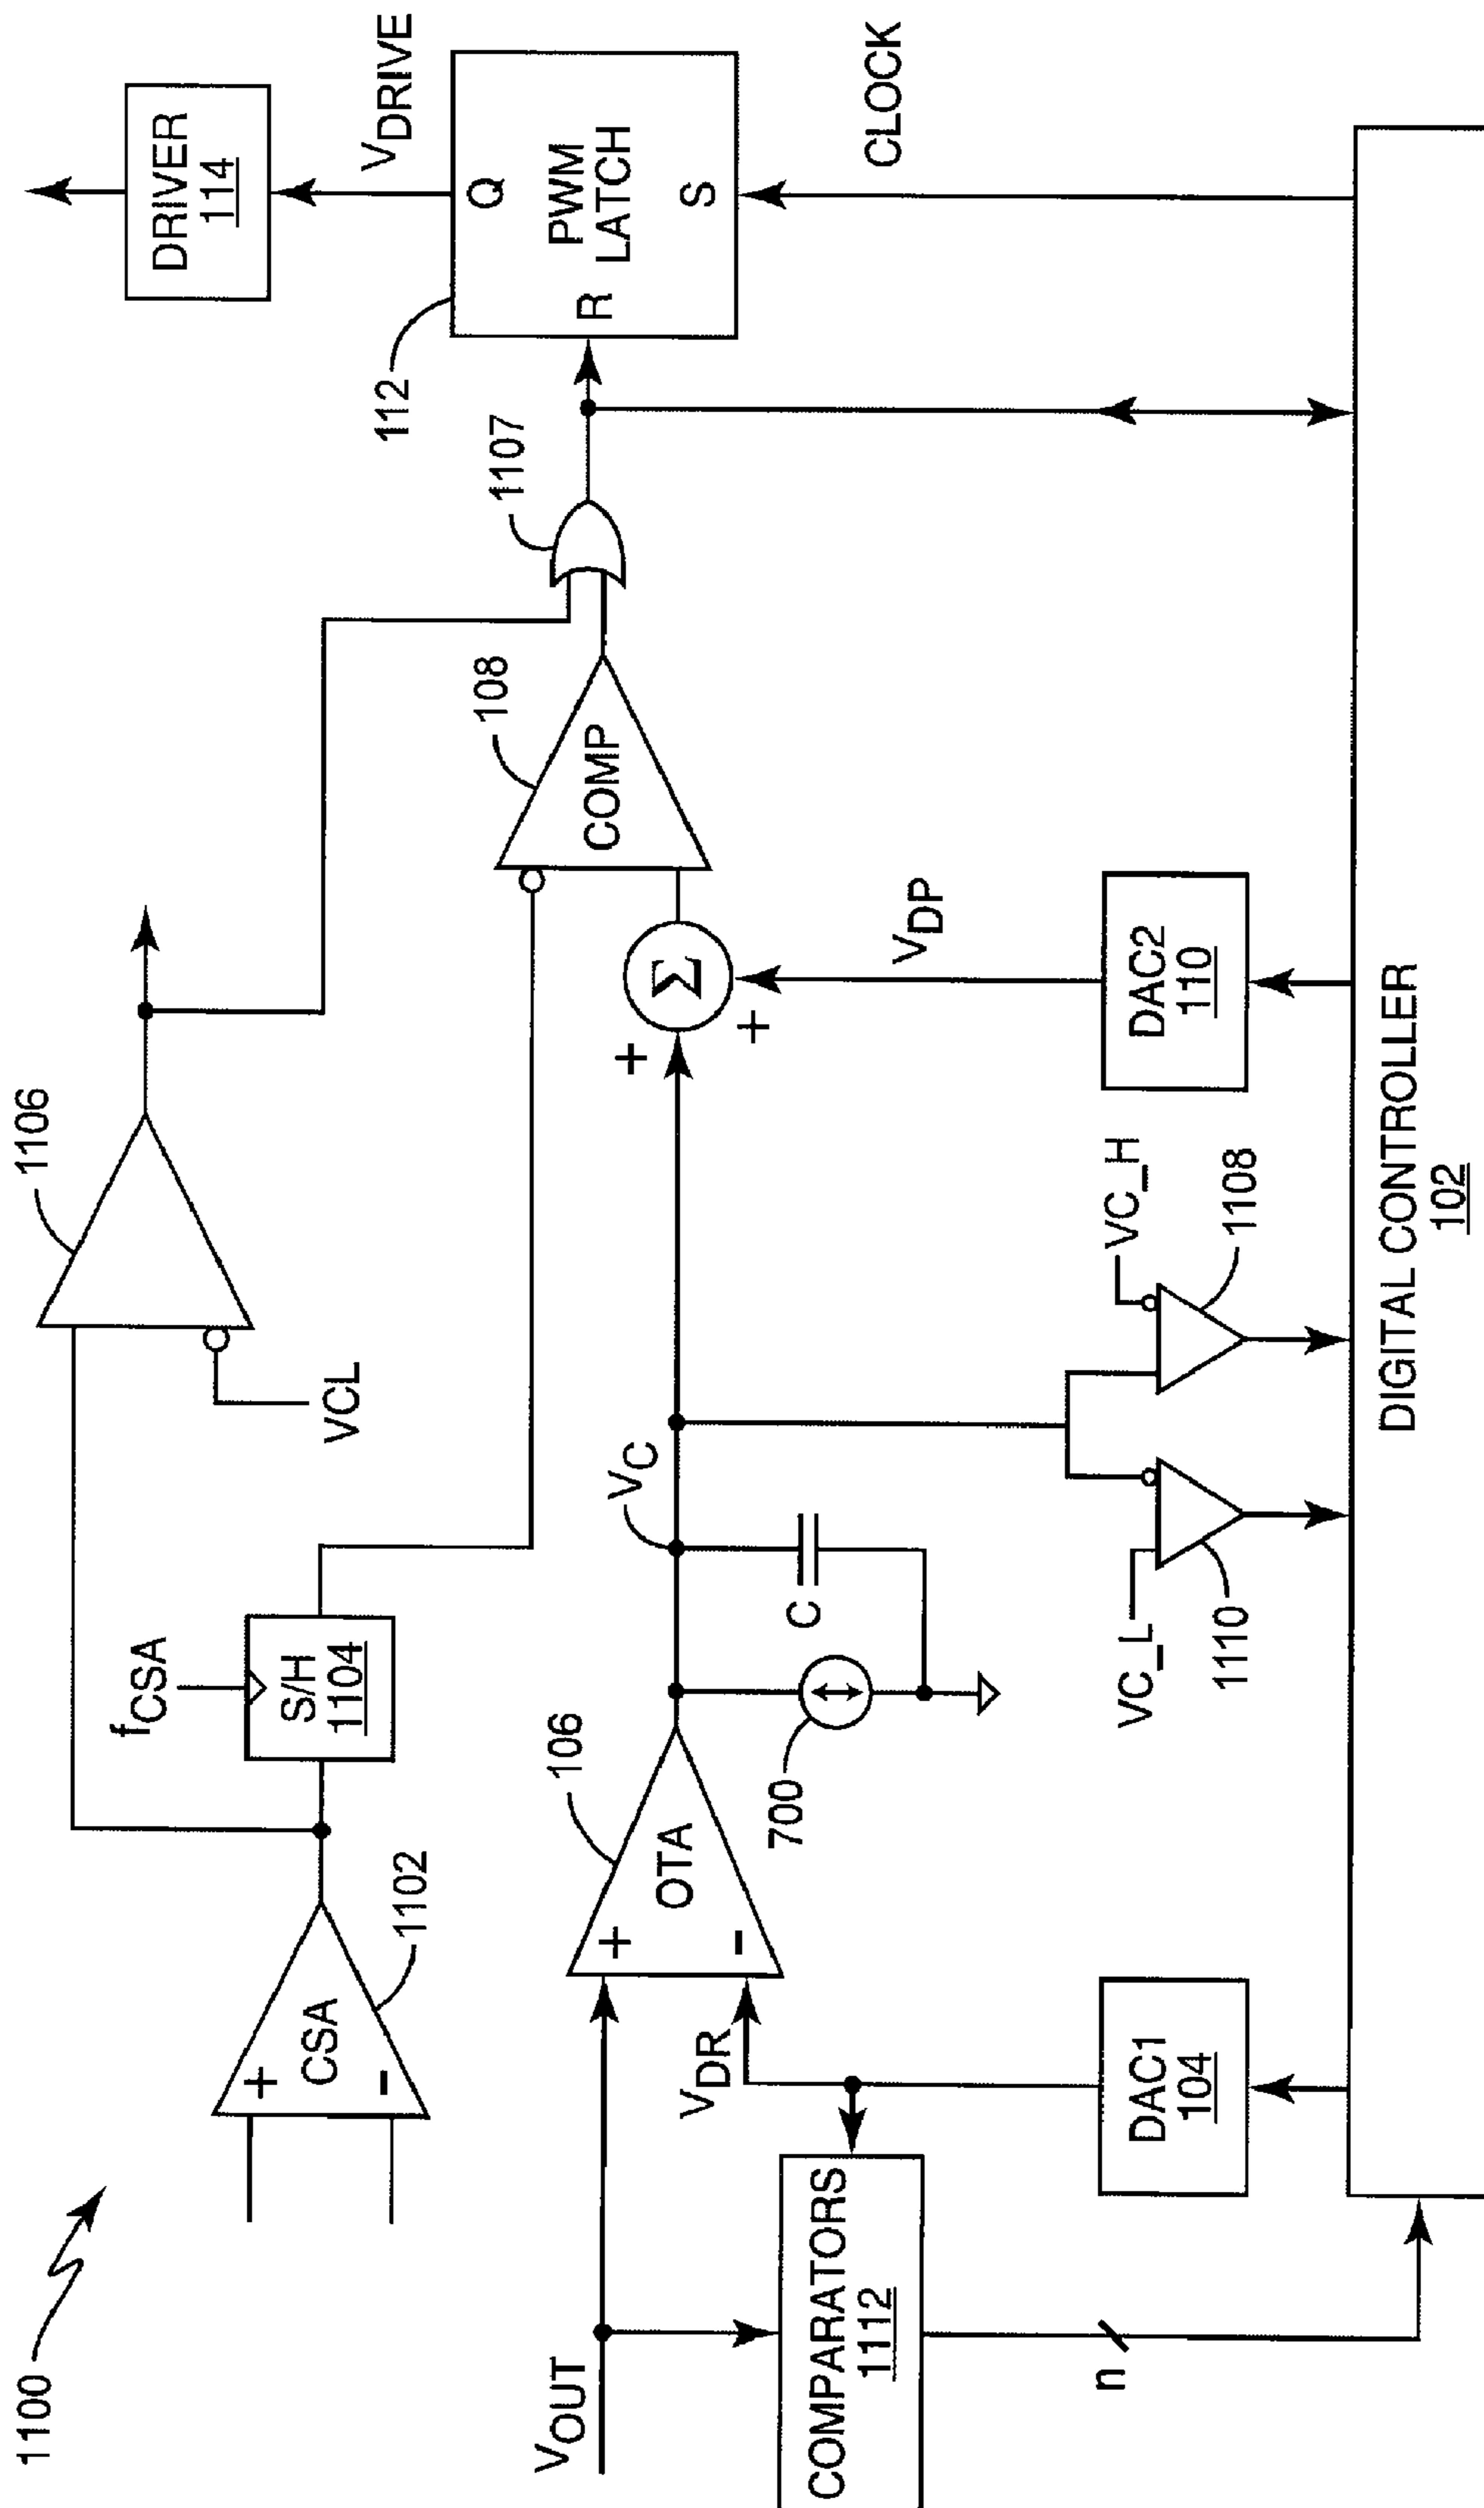 1100
CSA
+
-
1102
fCSA
S/H
1104
1106
VCL
VOUT
VDR
OTA
+
-
106
700
C
VC
+
+
Σ
COMP
108
1107
112
R
PWM
LATCH
Q
S
VDRIVE
DRIVER
114
CLOCK
COMPARATORS
1112
n
DAC1
104
VC_L
1110
VC_H
1108
VDP
DAC2
110
DIGITAL CONTROLLER
102